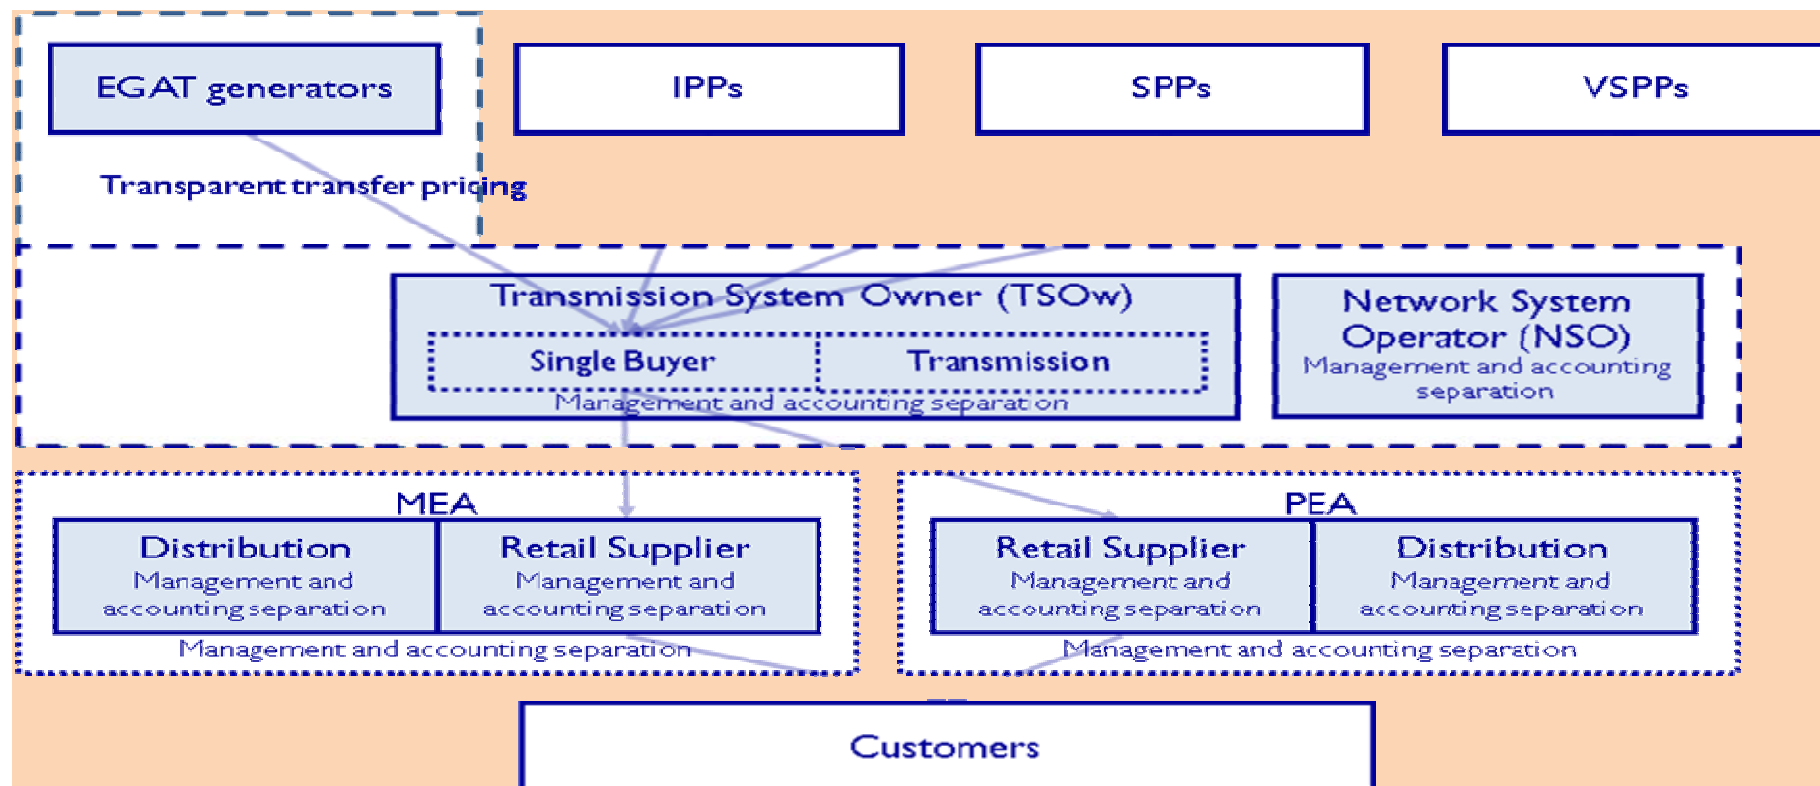 EGAT generators
IPPs
SPPs
VSPPs
Transparent transfer pricing
Transmission System Owner (TSOw)
Single Buyer
Transmission
Management and accounting separation
Network System
Operator (NSO)
Management and accounting
separation
MEA
Distribution
Management and
accounting separation
Retail Supplier
Management and
accounting separation
Management and accounting separation
PEA
Retail Supplier
Management and
accounting separation
Distribution
Management and
accounting separation
Management and accounting separation
Customers